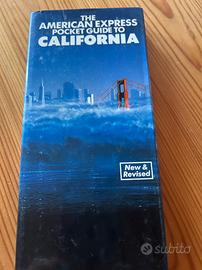 THE
AMERICAN EXPRESS
POCKET GUIDE TO
CALIFORNIA
New &
Revised
subito